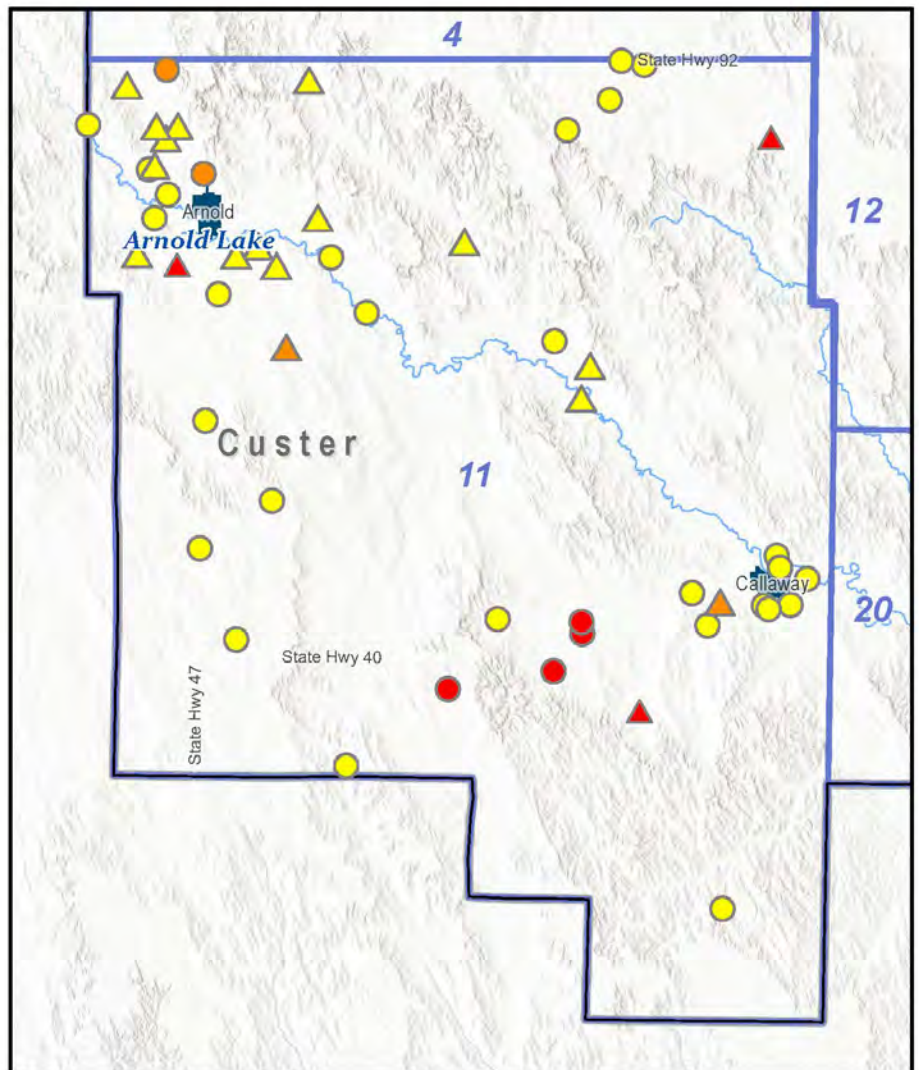 4
State Hwy 92
12
Arnold
Arnold Lake
Custer
11
Callaway
20
State Hwy 40
State Hwy 47